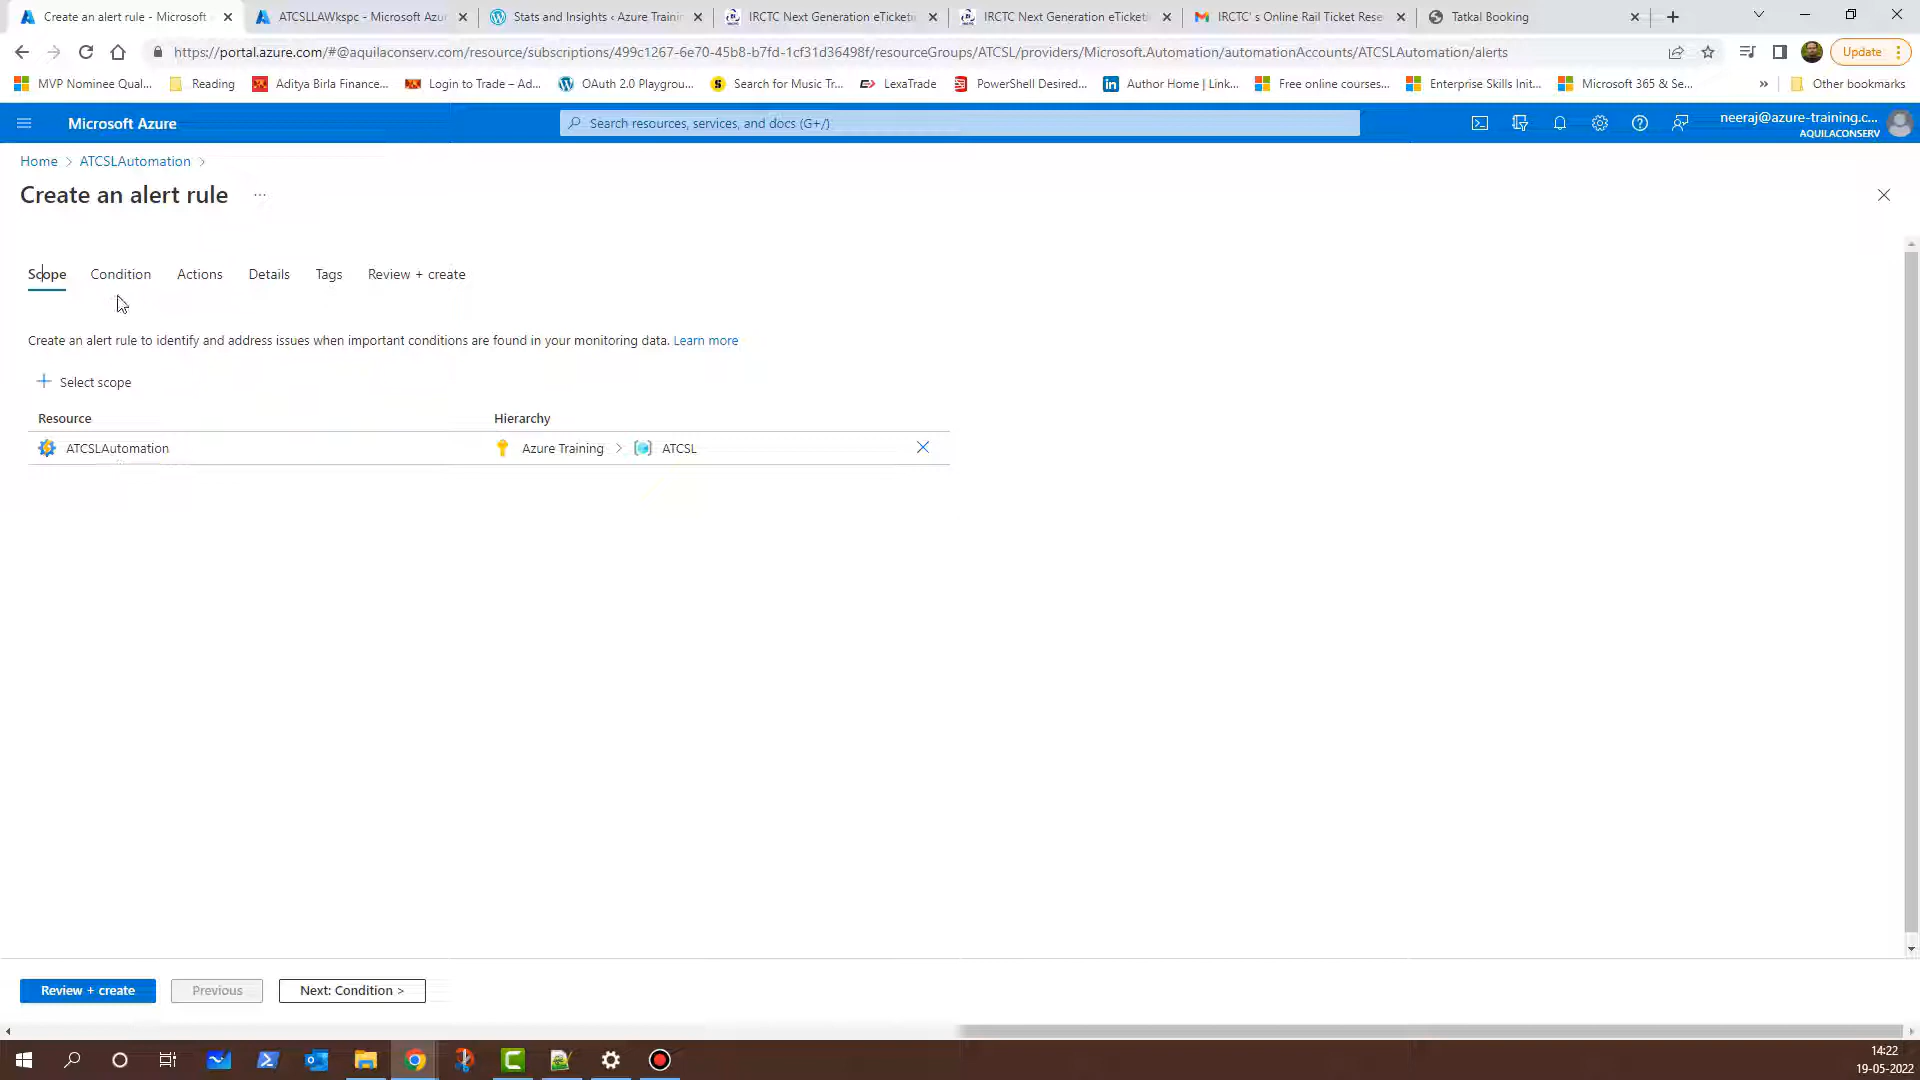 Create an alert rule - Microsoft
ATCSLLAWkspc - Microsoft Azur
Stats and Insights ‹ Azure Trainin
IRCTC Next Generation eTicketi
IRCTC Next Generation eTicketi
IRCTC' s Online Rail Ticket Rese
Tatkal Booking
https://portal.azure.com/#@aquilaconserv.com/resource/subscriptions/499c1267-6e70-45b8-b7fd-1cf31d36498f/resourceGroups/ATCSL/providers/Microsoft.Automation/automationAccounts/ATCSLAutomation/alerts
Update
MVP Nominee Qual...
Reading
Aditya Birla Finance...
Login to Trade – Ad...
OAuth 2.0 Playgrou...
Search for Music Tr...
LexaTrade
PowerShell Desired...
Author Home | Link...
Free online courses...
Enterprise Skills Init...
Microsoft 365 & Se...
»
Other bookmarks
Microsoft Azure
Search resources, services, and docs (G+/)
neeraj@azure-training.c...
AQUILACONSERV
Home > ATCSLAutomation >
Create an alert rule ...
Scope
Condition
Actions
Details
Tags
Review + create
Create an alert rule to identify and address issues when important conditions are found in your monitoring data. Learn more
Select scope
Resource
Hierarchy
ATCSLAutomation
Azure Training > ATCSL
Review + create
Previous
Next: Condition >
14:22
19-05-2022